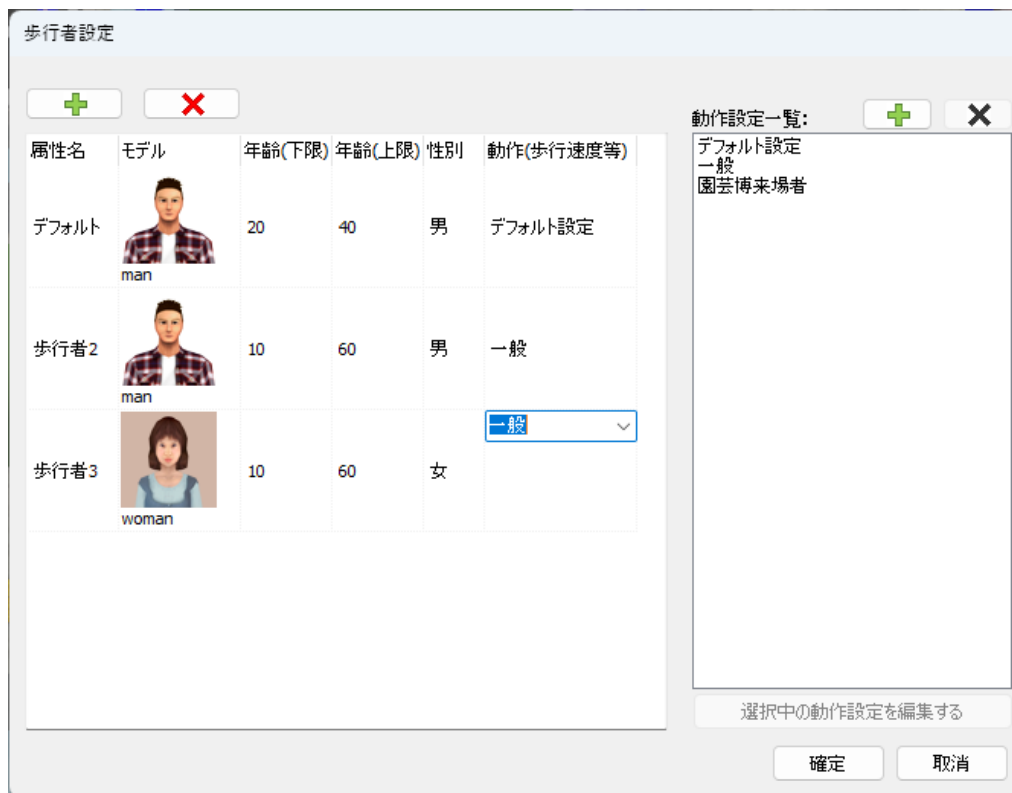 歩行者設定
動作設定一覧:
属性名 モデル 年齢(下限) 年齢(上限) 性別 動作(歩行速度等)
デフォルト man 20 40 男 デフォルト設定
歩行者2 man 10 60 男 一般
歩行者3 woman 10 60 女 一般
デフォルト設定
一般
園芸博来場者
選択中の動作設定を編集する
確定 取消